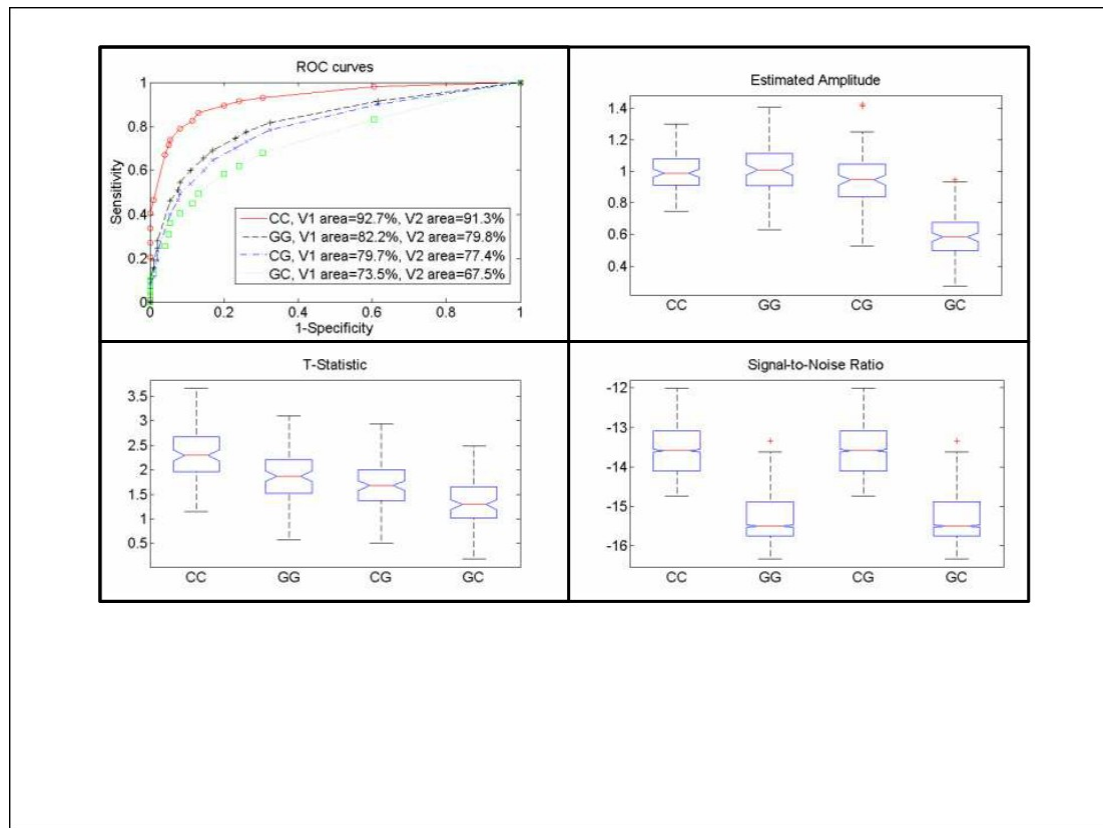 ROC curves
1
0.8
0.6
0.4
0.2
0
Sensitivity
CC, V1 area=92.7%, V2 area=91.3%
GG, V1 area=82.2%, V2 area=79.8%
CG, V1 area=79.7%, V2 area=77.4%
GC, V1 area=73.5%, V2 area=67.5%
0 0.2 0.4 0.6 0.8 1
1-Specificity
Estimated Amplitude
1.4
1.2
1
0.8
0.6
0.4
CC GG CG GC
T-Statistic
3.5
3
2.5
2
1.5
1
0.5
CC GG CG GC
Signal-to-Noise Ratio
-12
-13
-14
-15
-16
CC GG CG GC